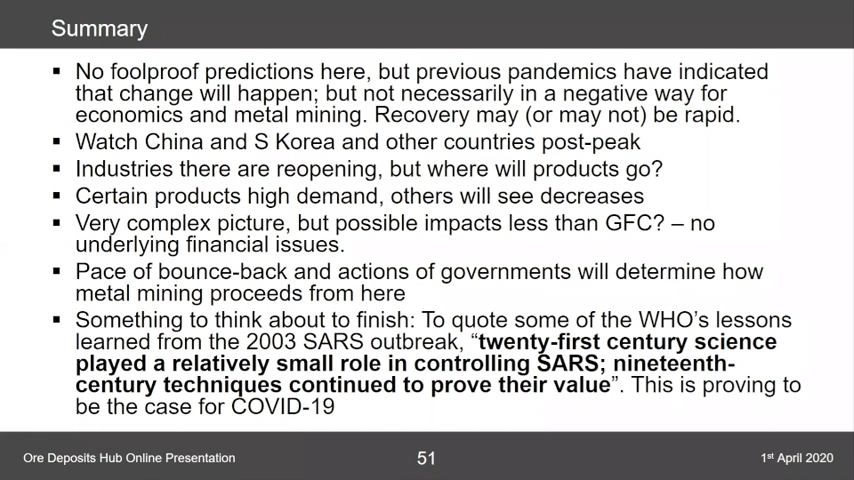 Summary
▪ No foolproof predictions here, but previous pandemics have indicated
that change will happen; but not necessarily in a negative way for
economics and metal mining. Recovery may (or may not) be rapid.
▪ Watch China and S Korea and other countries post-peak
▪ Industries there are reopening, but where will products go?
▪ Certain products high demand, others will see decreases
▪ Very complex picture, but possible impacts less than GFC? – no
underlying financial issues.
▪ Pace of bounce-back and actions of governments will determine how
metal mining proceeds from here
▪ Something to think about to finish: To quote some of the WHO’s lessons
learned from the 2003 SARS outbreak, “twenty-first century science
played a relatively small role in controlling SARS; nineteenth-
century techniques continued to prove their value”. This is proving to
be the case for COVID-19
Ore Deposits Hub Online Presentation
51
1st April 2020